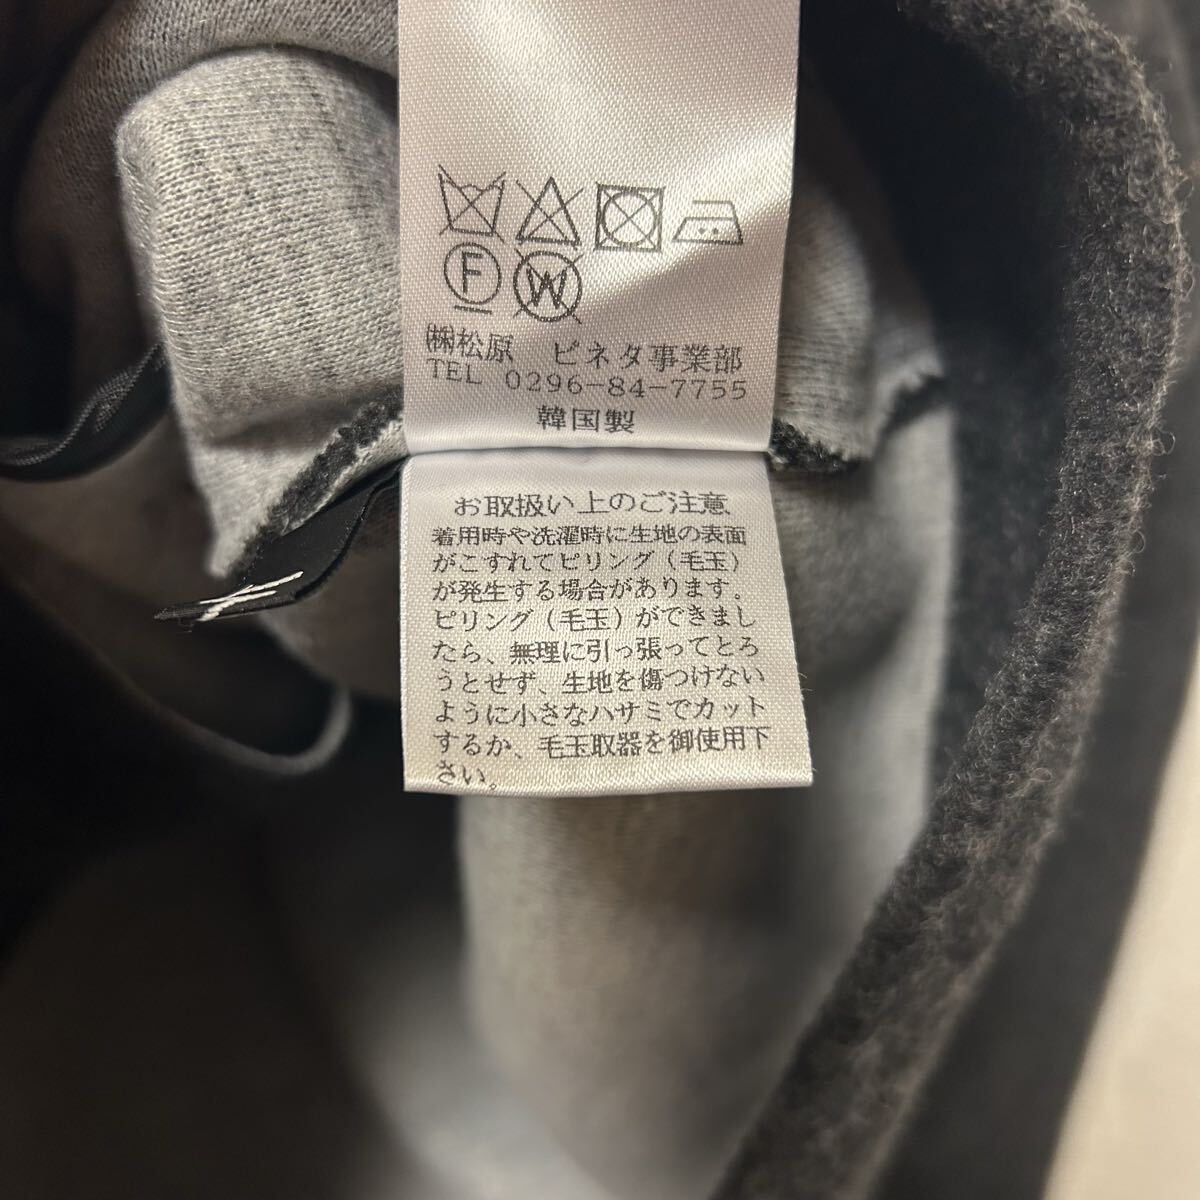 F W
㈱松原 ピネタ事業部
TEL 0296-84-7755
韓国製
お取扱い上のご注意
着用時や洗濯時に生地の表面
がこすれてピリング(毛玉)
が発生する場合があります。
ピリング(毛玉)ができまし
たら、無理に引っ張ってとろ
うとせず、生地を傷つけない
ように小さなハサミでカット
するか、毛玉取器を御使用下
さい。